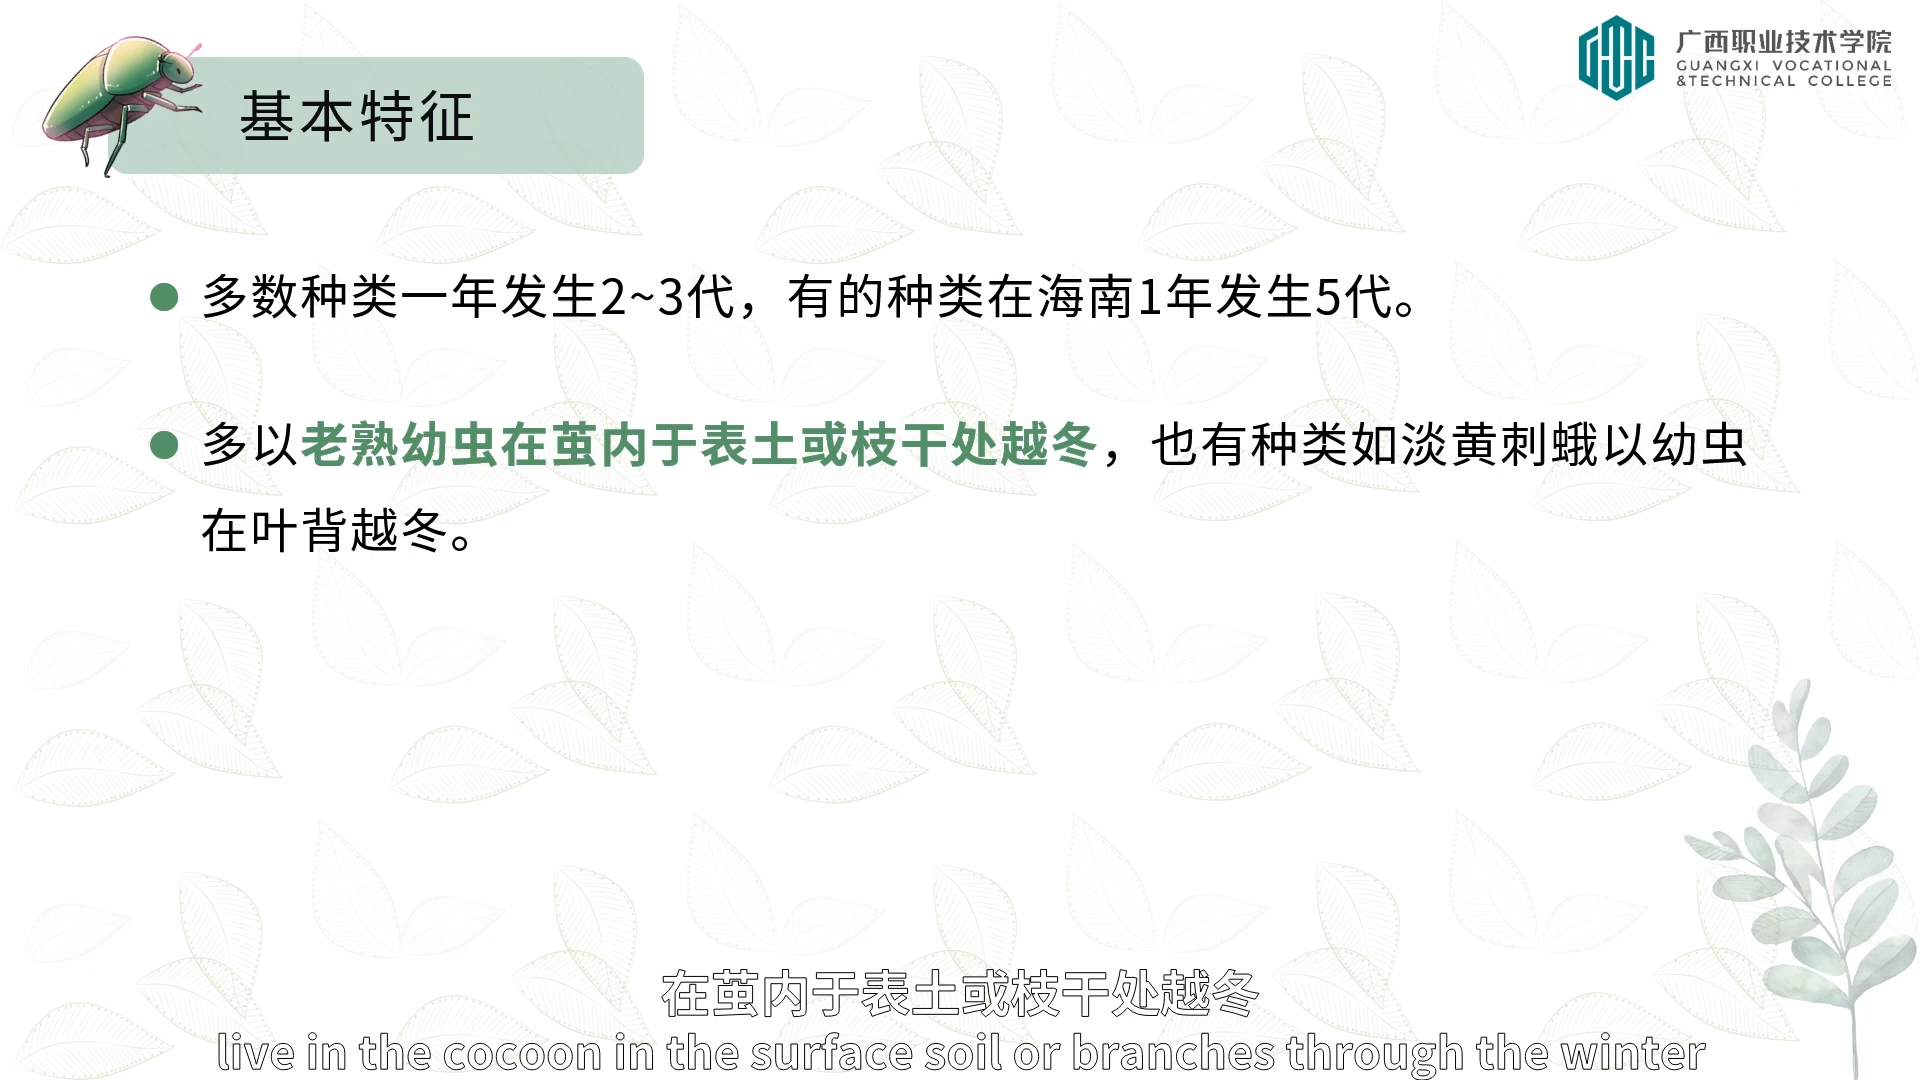 广西职业技术学院
GUANGXI VOCATIONAL
&TECHNICAL COLLEGE
基本特征
多数种类一年发生2~3代，有的种类在海南1年发生5代。
多以老熟幼虫在茧内于表土或枝干处越冬，也有种类如淡黄刺蛾以幼虫
在叶背越冬。
在茧内于表土或枝干处越冬
live in the cocoon in the surface soil or branches through the winter